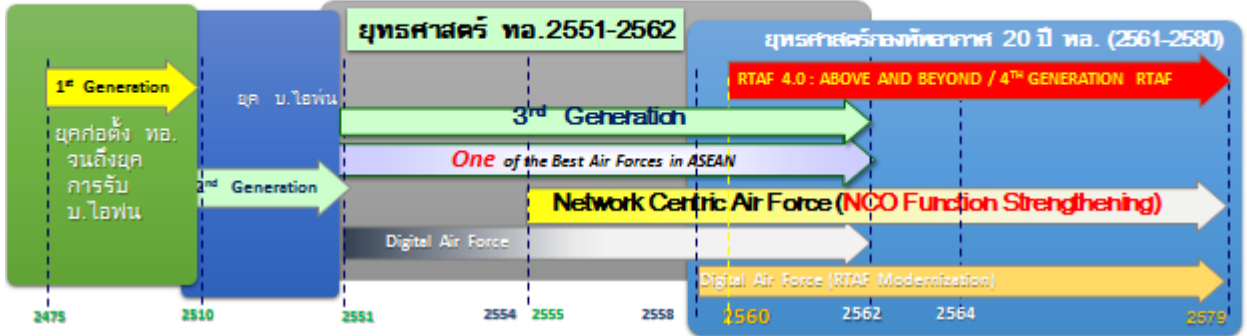 ยุทธศาสตร์ ทอ.2551-2562
ยุทธศาสตร์กองทัพอากาศ 20 ปี ทอ. (2561-2580)
1st Generation
RTAF 4.0 : ABOVE AND BEYOND / 4TH GENERATION RTAF
ยุค บ.ไอพ่น
3rd Generation
ยุคก่อตั้ง ทอ.
จนถึงยุค
การรับ
บ.ไอพ่น
One of the Best Air Forces in ASEAN
2nd Generation
Network Centric Air Force (NCO Function Strengthening)
Digital Air Force
Digital Air Force (RTAF Modernization)
2475 2510 2551 2554 2555 2558 2560 2562 2564 2579